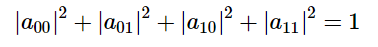 |a₀₀|² + |a₀₁|² + |a₁₀|² + |a₁₁|² = 1